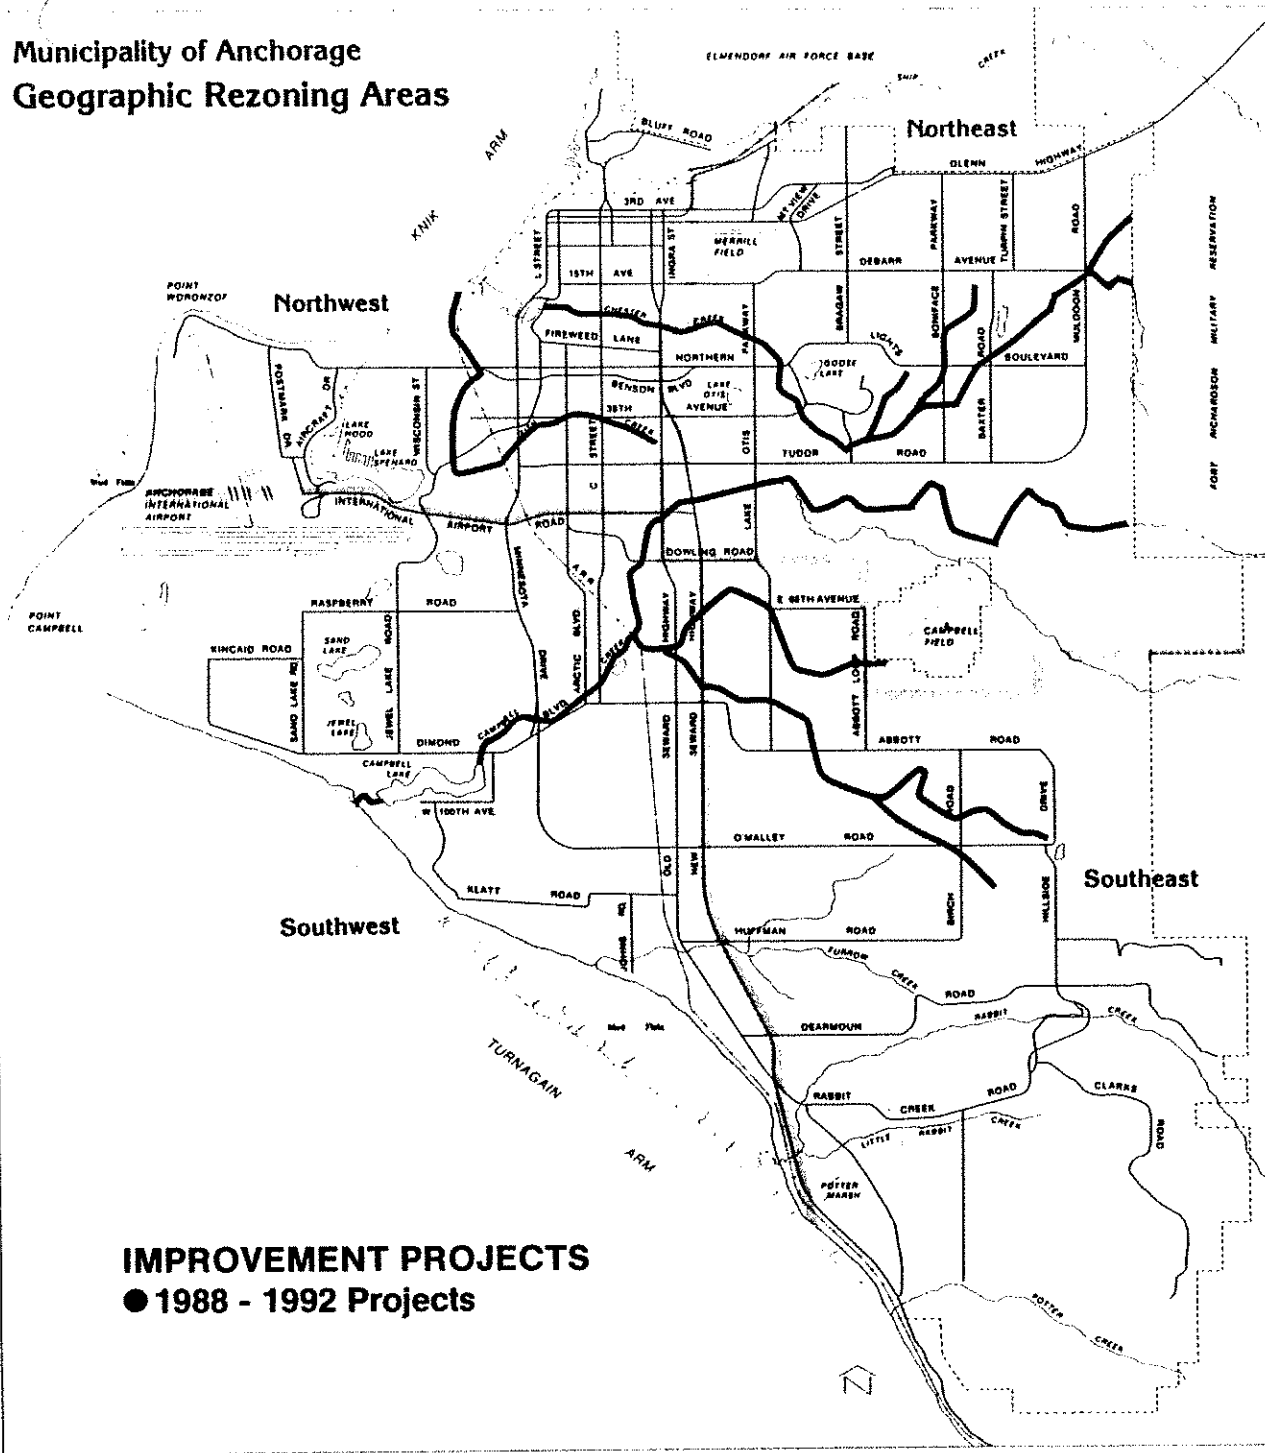 Municipality of Anchorage
Geographic Rezoning Areas
ELMENDORF AIR FORCE BASE
SHIP
CREEK
KNIK
ARM
BLUFF ROAD
Northeast
GLENN
HIGHWAY
3RD AVE
MT VIEW
DRIVE
STREET
PARKWAY
TURPIN STREET
ROAD
FORT RICHARDSON MILITARY RESERVATION
L STREET
INGRA ST
MERRILL
FIELD
DEBARR
AVENUE
15TH AVE
POINT
WORONZOF
Northwest
CHESTER
CREEK
PARKWAY
BRAGAW
BONIFACE
MULDOON
FIREWEED LANE
NORTHERN
LIGHTS
BOULEVARD
ROAD
GOOSE
LAKE
BENSON BLVD
LAKE
OTIS
POSTMARK DR
AIRCRAFT DR
WISCONSIN ST
36TH
AVENUE
CREEK
BAXTER
LAKE
HOOD
LAKE
SPENARD
C STREET
OTIS
TUDOR
ROAD
Mud Flats
ANCHORAGE
INTERNATIONAL
AIRPORT
INTERNATIONAL
AIRPORT
ROAD
LAKE
DOWLING ROAD
MINNESOTA
A.R.R.
POINT
CAMPBELL
RASPBERRY
ROAD
ROAD
ARCTIC BLVD
HIGHWAY
HIGHWAY
E 68TH AVENUE
CAMPBELL
FIELD
KINCAID ROAD
SAND
LAKE
SAND LAKE RD
JEWEL LAKE
DRIVE
CREEK
ABBOTT LOOP ROAD
JEWEL
LAKE
DIMOND
CAMPBELL
BLVD
SEWARD
SEWARD
ABBOTT
ROAD
CAMPBELL
LAKE
W 100TH AVE
ROAD
DRIVE
O'MALLEY
ROAD
OLD
NEW
KLATT
ROAD
Southeast
BIRCH
HILLSIDE
Southwest
JOHNS RD
HUFFMAN
ROAD
FURROW
CREEK
ROAD
RABBIT
CREEK
Mud Flats
DEARMOUN
TURNAGAIN
ARM
RABBIT
CREEK
ROAD
CLARKS
ROAD
LITTLE RABBIT
CREEK
POTTER
MARSH
IMPROVEMENT PROJECTS
● 1988 - 1992 Projects
POTTER
CREEK